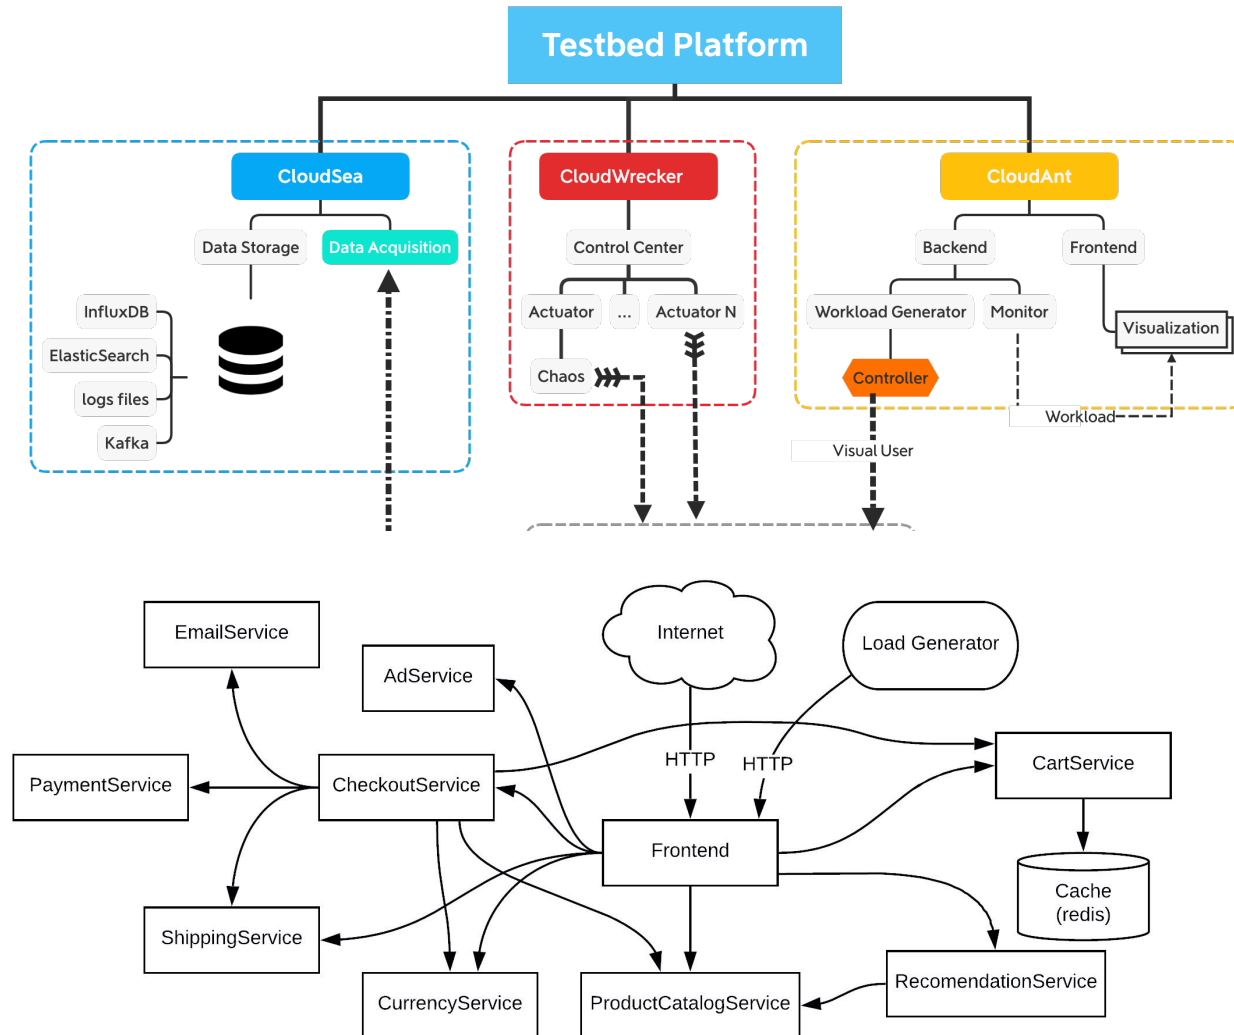 Testbed Platform
CloudSea
CloudWrecker
CloudAnt
Data Storage
Data Acquisition
Control Center
Backend
Frontend
InfluxDB
ElasticSearch
logs files
Kafka
Actuator
...
Actuator N
Chaos
Workload Generator
Monitor
Visualization
Controller
Workload
Visual User
EmailService
AdService
Internet
Load Generator
PaymentService
CheckoutService
HTTP
HTTP
CartService
Frontend
Cache
(redis)
ShippingService
CurrencyService
ProductCatalogService
RecomendationService